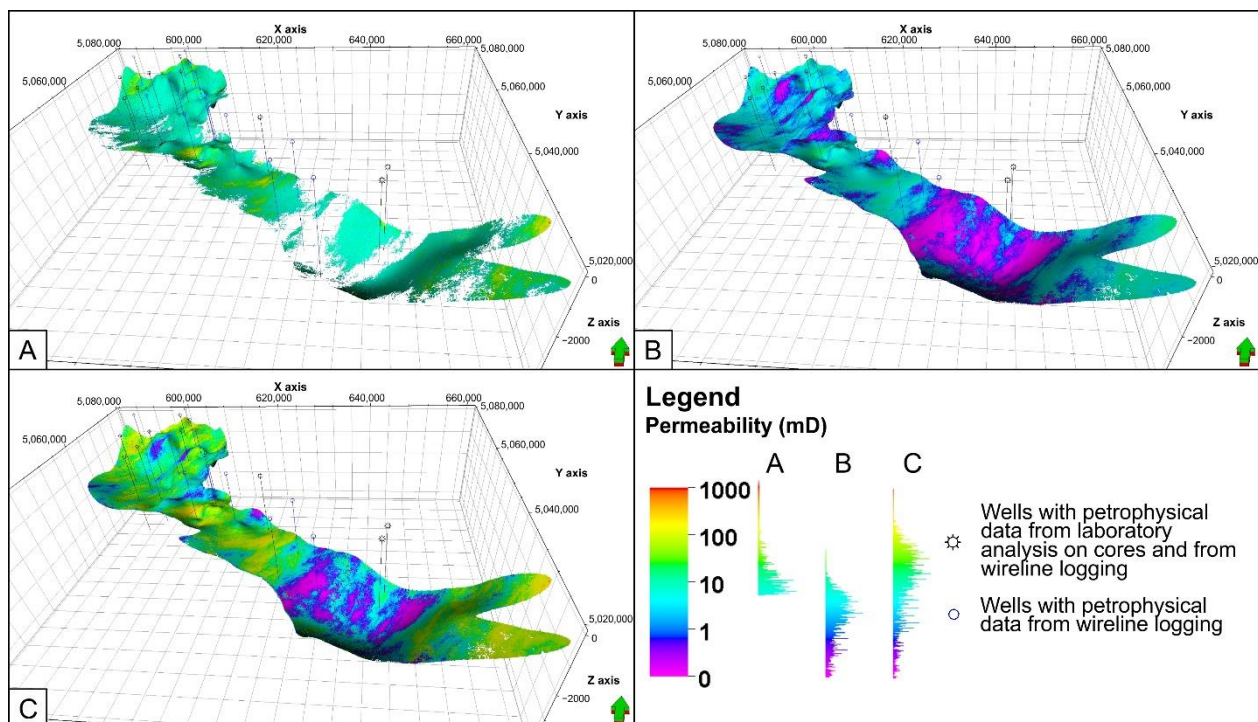 X axis
5,080,000
600,000
620,000
640,000
660,000
5,080,000
5,060,000
5,060,000
Y axis
5,040,000
5,020,000
0
Z axis
−2000
A
X axis
5,080,000
600,000
620,000
640,000
660,000
5,080,000
5,060,000
5,060,000
Y axis
5,040,000
5,020,000
0
Z axis
−2000
B
X axis
5,080,000
600,000
620,000
640,000
660,000
5,080,000
5,060,000
5,060,000
Y axis
5,040,000
5,020,000
0
Z axis
−2000
C
Legend
Permeability (mD)
A
B
C
1000
100
10
1
0
Wells with petrophysical
data from laboratory
analysis on cores and from
wireline logging
Wells with petrophysical
data from wireline logging